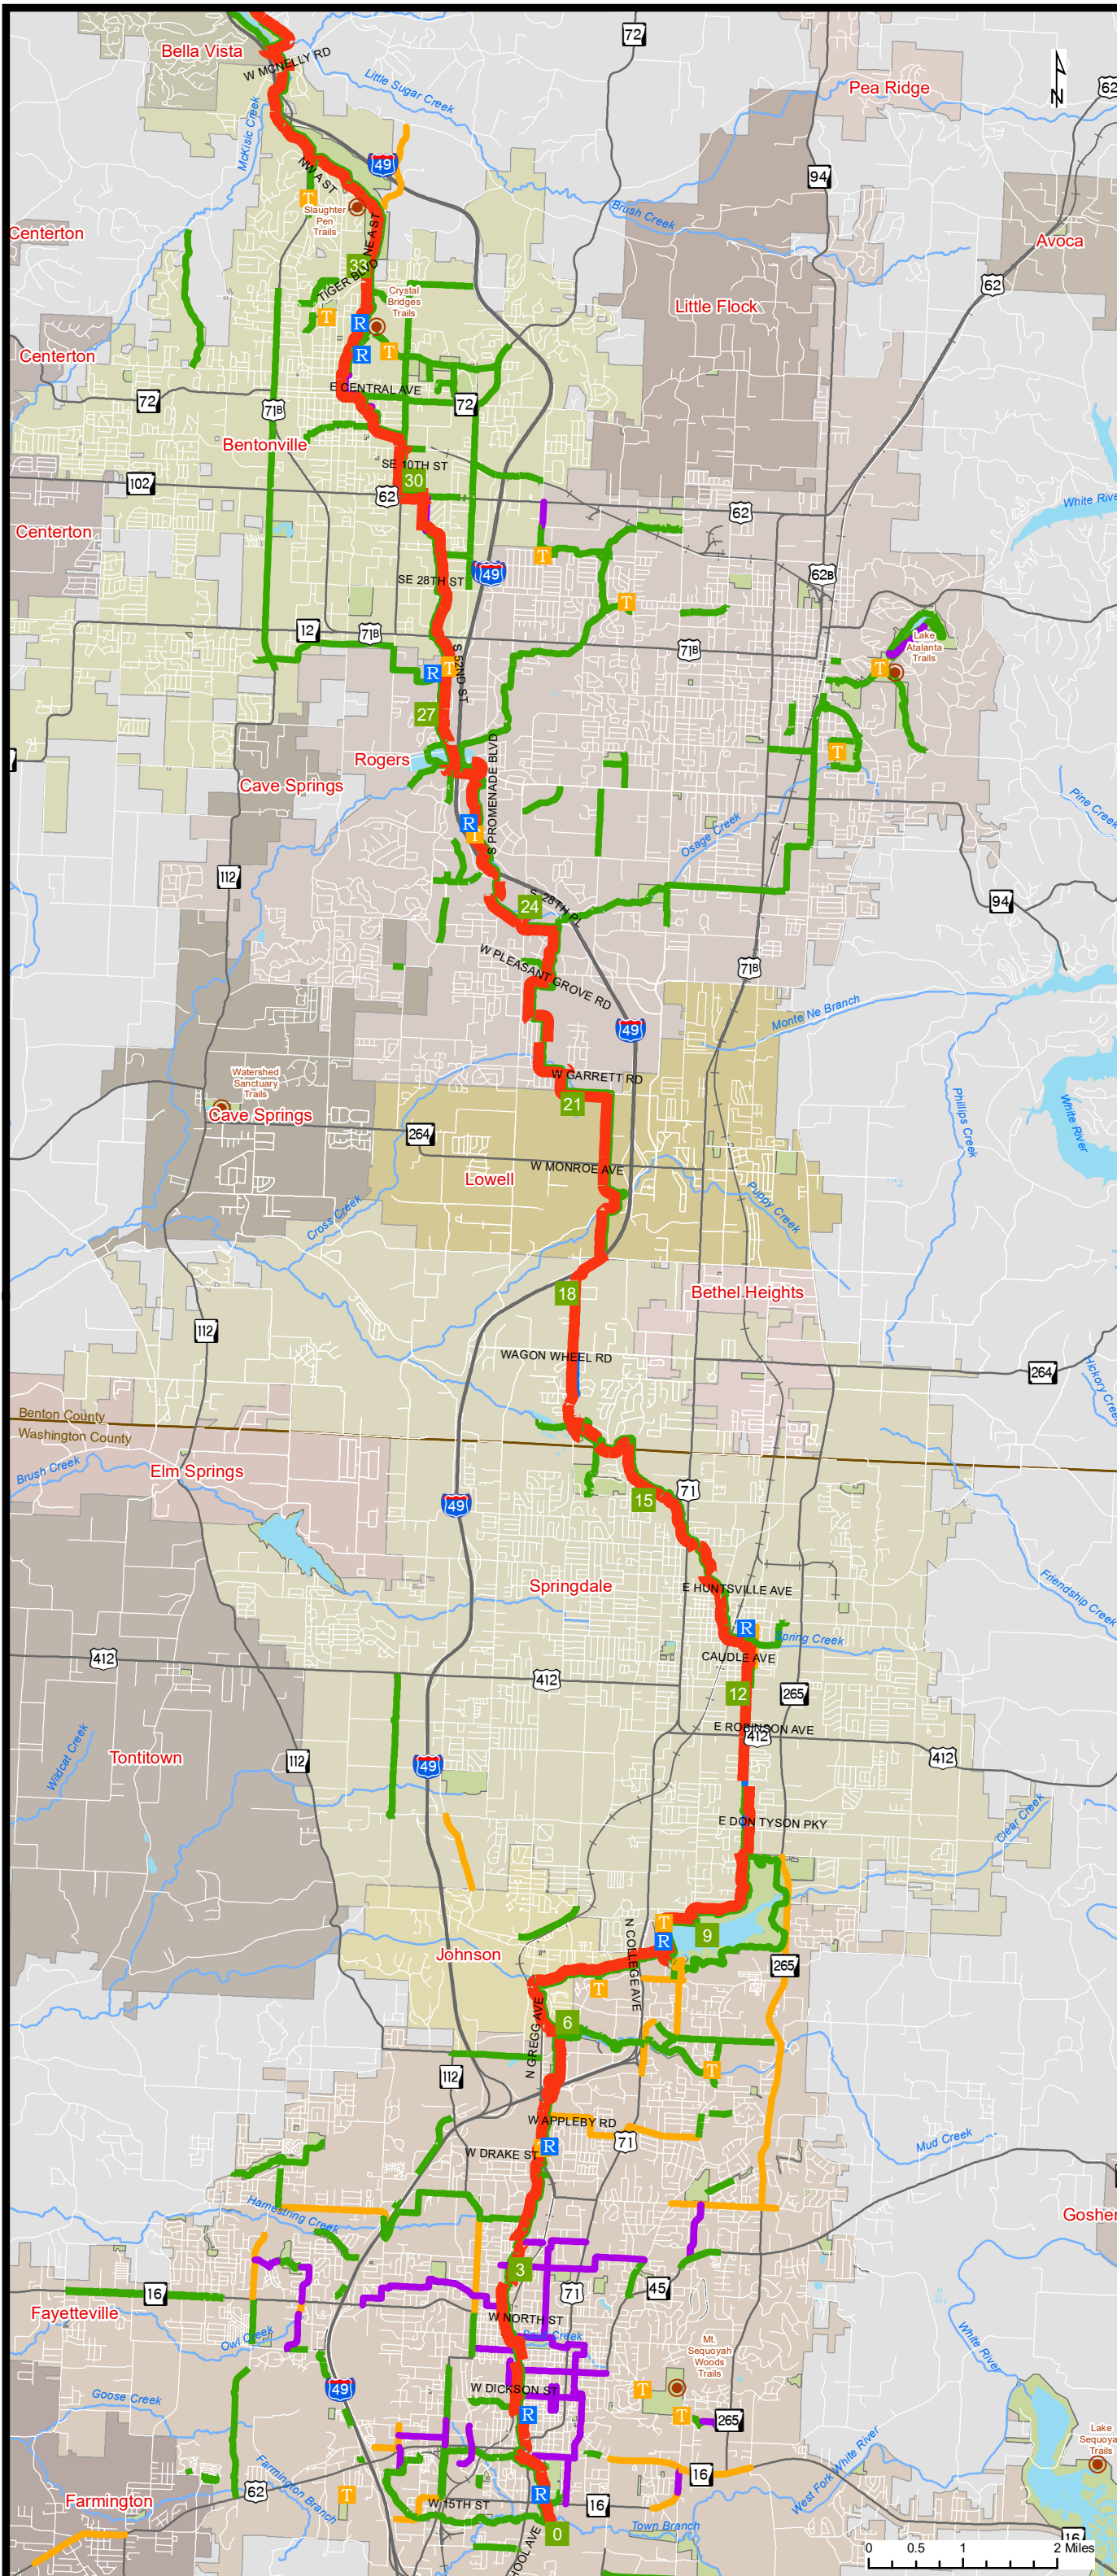 72
Bella Vista
W MCNELLY RD
Little Sugar Creek
Pea Ridge
62
N
McKisic Creek
49
94
NW A ST
Slaughter
Pen
Trails
T
Brush Creek
Centerton
NE A ST
Avoca
33
TIGER BLVD
62
Crystal
Bridges
Trails
Little Flock
T
R
R
T
Centerton
E CENTRAL AVE
72
72
71B
Bentonville
SE 10TH ST
30
102
62
62
White River
Centerton
T
SE 28TH ST
49
62B
T
12
71B
S 52ND ST
71B
Lake
Atalanta
Trails
R
T
T
27
Rogers
S PROMENADE BLVD
T
Cave Springs
Pine Creek
R
T
Osage Creek
112
24
S 28TH PL
94
W PLEASANT GROVE RD
71B
Monte Ne Branch
49
Watershed
Sanctuary
Trails
W GARRETT RD
Cave Springs
21
Phillips Creek
White River
264
W MONROE AVE
Lowell
Puppy Creek
Cross Creek
18
Bethel Heights
112
WAGON WHEEL RD
264
Hickory Creek
Benton County
Washington County
Brush Creek
Elm Springs
49
15
71
Springdale
E HUNTSVILLE AVE
Friendship Creek
R
Spring Creek
412
CAUDLE AVE
412
12
265
Wildcat Creek
Tontitown
E ROBINSON AVE
412
412
112
49
E DON TYSON PKY
Clear Creek
T
9
R
N COLLEGE AVE
Johnson
265
T
N GREGG AVE
6
112
T
W APPLEBY RD
71
W DRAKE ST
R
Mud Creek
Hamestring Creek
Goshen
3
16
71
45
Fayetteville
W NORTH ST
Owl Creek
Mt.
Sequoyah
Woods
Trails
White River
49
W DICKSON ST
T
Goose Creek
R
T
265
Lake
Sequoyah
Trails
Farmington Branch
West Fork White River
16
62
T
R
Farmington
W 15TH ST
16
Town Branch
0
16
0 0.5 1 2 Miles